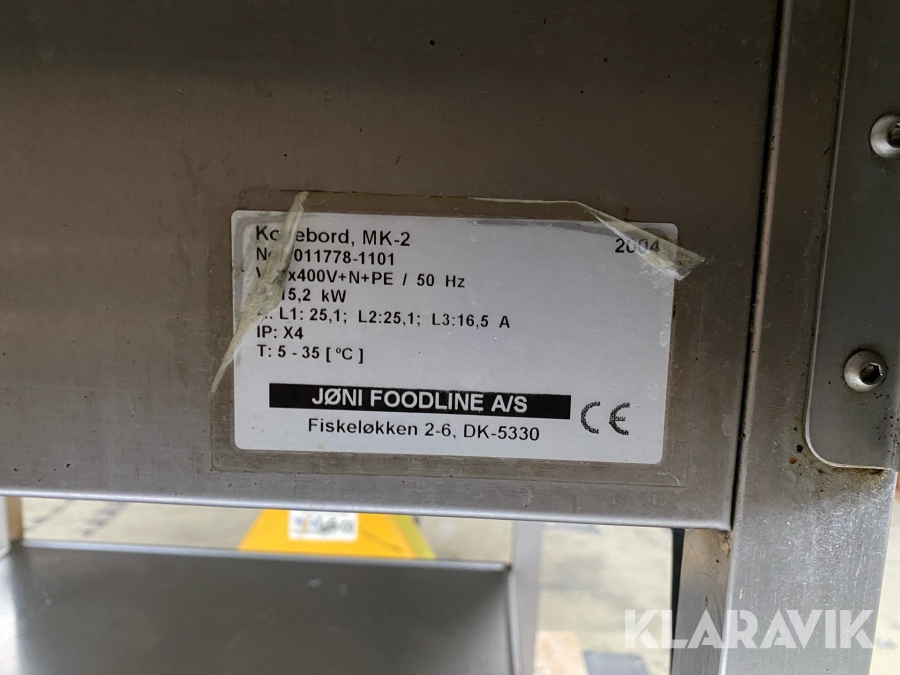 MK-2
2004
011778-1101
x400V+N+PE / 50 Hz
15,2 kW
L1: 25,1; L2:25,1; L3:16,5 A
IP: X4
T: 5 - 35 [ °C ]
JØNI FOODLINE A/S
CE
Fiskeløkken 2-6, DK-5330
KLARAVIK